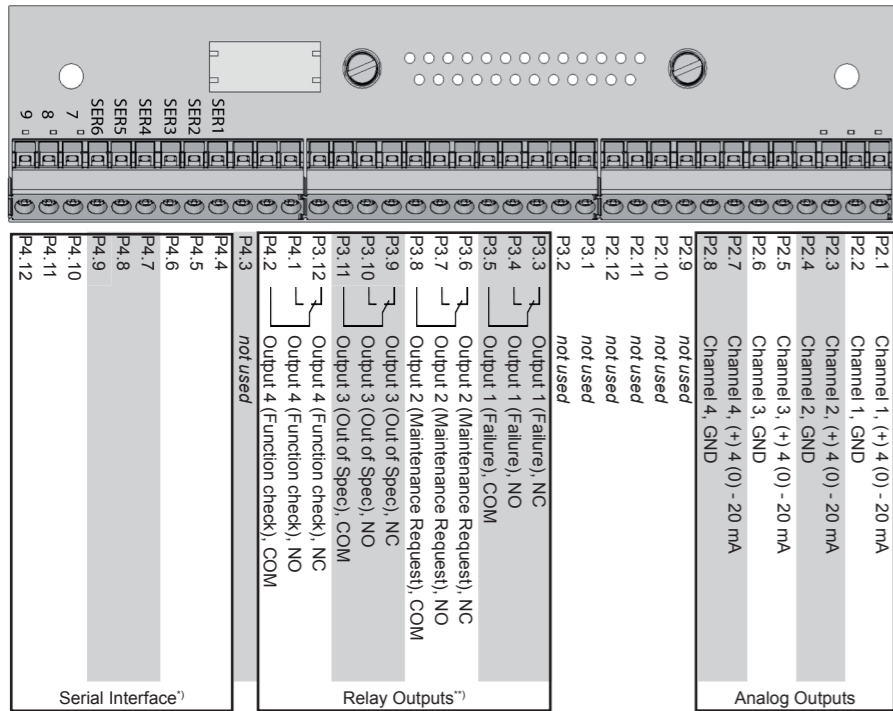 9
8
7
SER6
SER5
SER4
SER3
SER2
SER1
P4.12
P4.11
P4.10
P4.9
P4.8
P4.7
P4.6
P4.5
P4.4
P4.3 not used
P4.2 Output 4 (Function check), COM
P4.1 Output 4 (Function check), NO
P3.12 Output 4 (Function check), NC
P3.11 Output 3 (Out of Spec), COM
P3.10 Output 3 (Out of Spec), NO
P3.9 Output 3 (Out of Spec), NC
P3.8 Output 2 (Maintenance Request), COM
P3.7 Output 2 (Maintenance Request), NO
P3.6 Output 2 (Maintenance Request), NC
P3.5 Output 1 (Failure), COM
P3.4 Output 1 (Failure), NO
P3.3 Output 1 (Failure), NC
P3.2 not used
P3.1 not used
P2.12 not used
P2.11 not used
P2.10 not used
P2.9 not used
P2.8 Channel 4, GND
P2.7 Channel 4, (+) 4 (0) - 20 mA
P2.6 Channel 3, GND
P2.5 Channel 3, (+) 4 (0) - 20 mA
P2.4 Channel 2, GND
P2.3 Channel 2, (+) 4 (0) - 20 mA
P2.2 Channel 1, GND
P2.1 Channel 1, (+) 4 (0) - 20 mA
Serial Interface*)
Relay Outputs**)
Analog Outputs